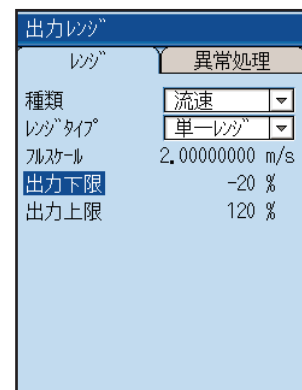 出力ﾚﾝｼﾞ
ﾚﾝｼﾞ 異常処理
種類 流速
ﾚﾝｼﾞﾀｲﾌﾟ 単一ﾚﾝｼﾞ
ﾌﾙｽｹｰﾙ 2.00000000 m/s
出力下限 -20 %
出力上限 120 %